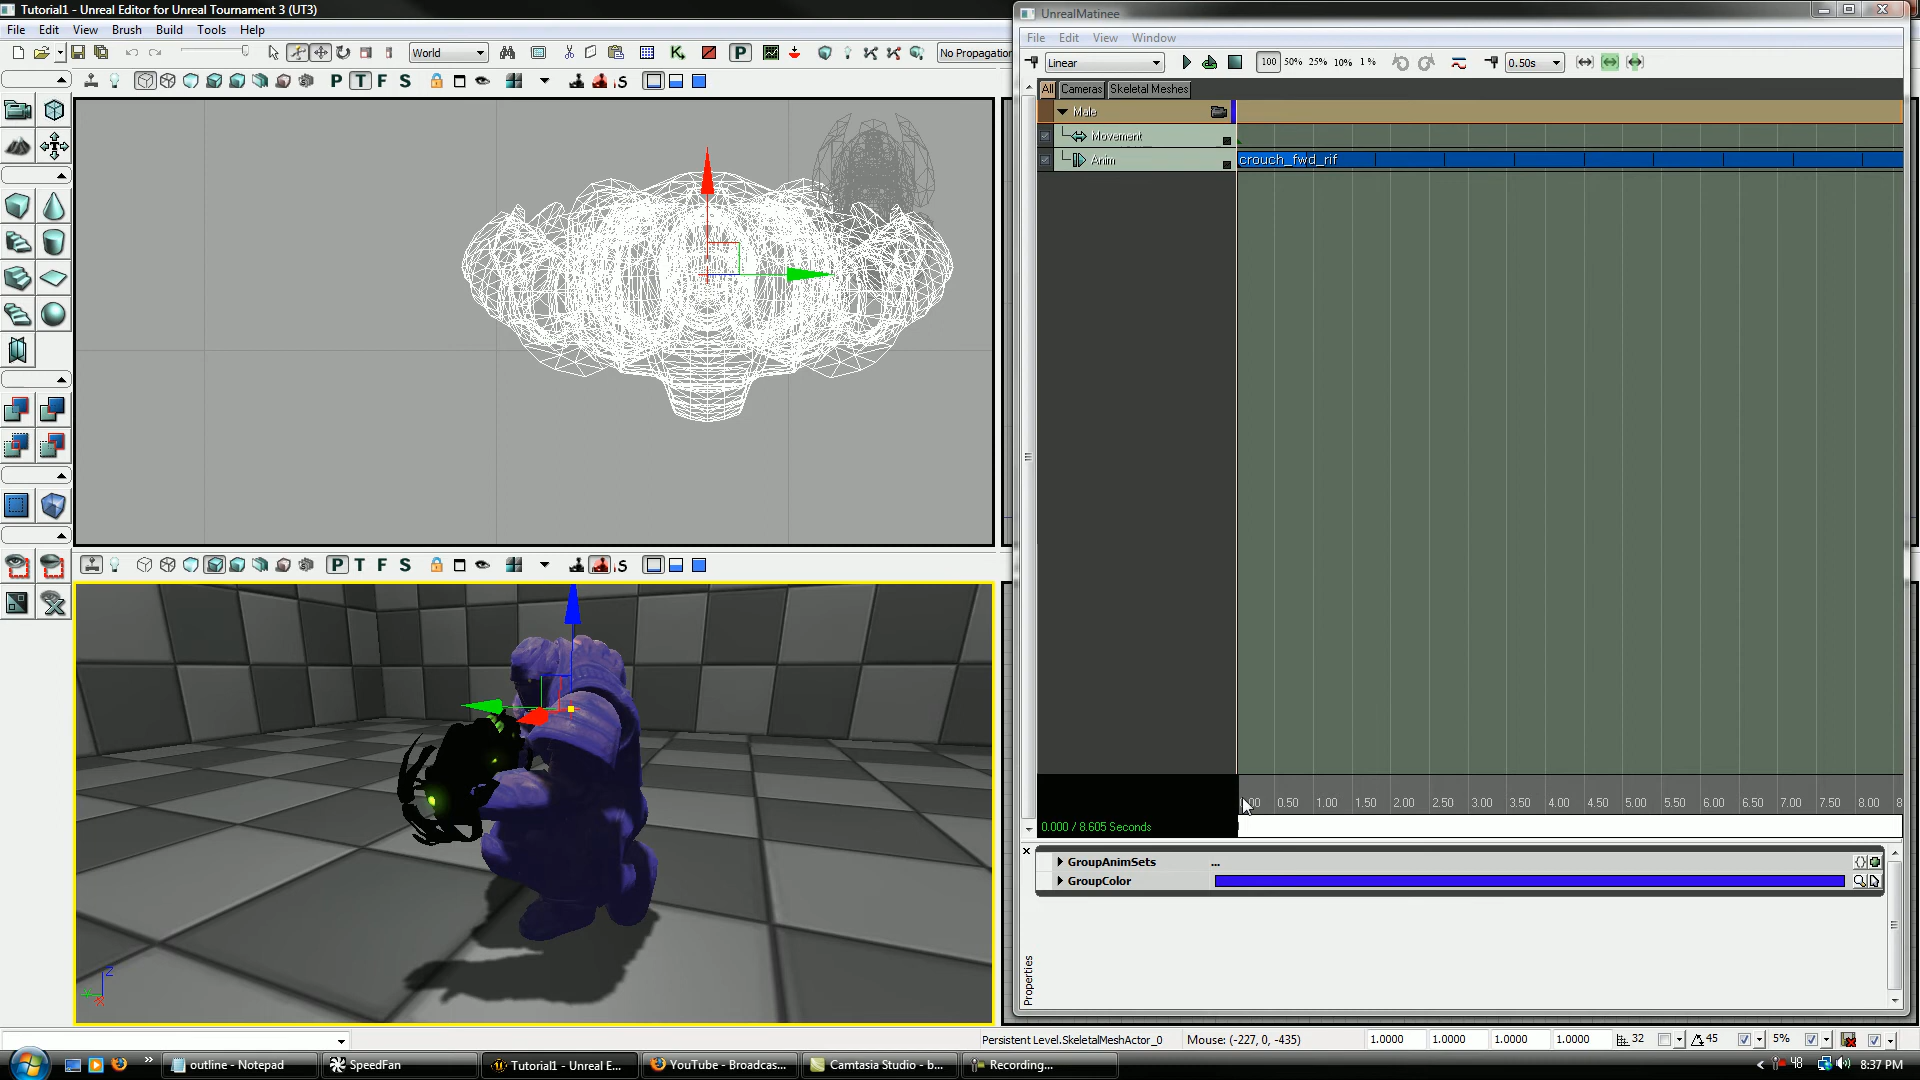 Tutorial1 - Unreal Editor for Unreal Tournament 3 (UT3)
File Edit View Brush Build Tools Help
World
No Propagation
P T F S
P T F S
UnrealMatinee
File Edit View Window
Linear
100 50% 25% 10% 1%
0.50s
All Cameras Skeletal Meshes
Male
Movement
Anim
crouch_fwd_rif
0.50 1.00 1.50 2.00 2.50 3.00 3.50 4.00 4.50 5.00 5.50 6.00 6.50 7.00 7.50 8.00 8
0.000 / 8.605 Seconds
GroupAnimSets ...
GroupColor
Properties
Z
X
Persistent Level.SkeletalMeshActor_0 Mouse: (-227, 0, -435) 1.0000 1.0000 1.0000 1.0000 32 45 5%
outline - Notepad
SpeedFan
Tutorial1 - Unreal E...
YouTube - Broadcas...
Camtasia Studio - b...
Recording...
48
8:37 PM